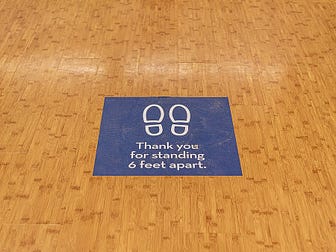 Thank you
for standing
6 feet apart.